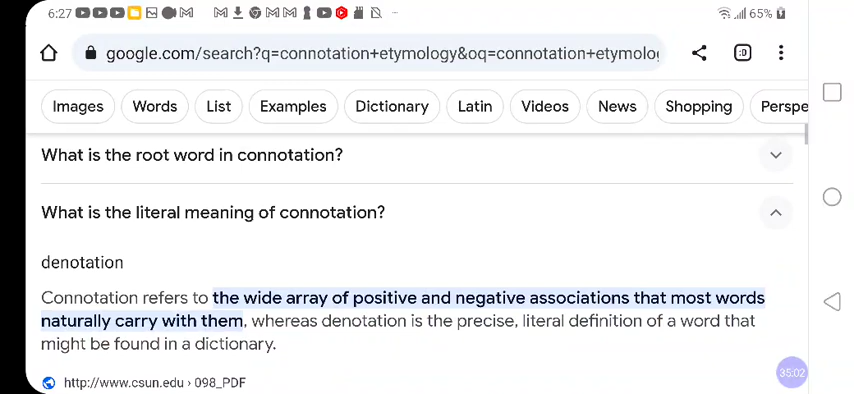 6:27 65%
google.com/search?q=connotation+etymology&oq=connotation+etymolo
Images Words List Examples Dictionary Latin Videos News Shopping Perspe
What is the root word in connotation?
What is the literal meaning of connotation?
denotation
Connotation refers to the wide array of positive and negative associations that most words
naturally carry with them, whereas denotation is the precise, literal definition of a word that
might be found in a dictionary.
http://www.csun.edu › 098_PDF
35:02